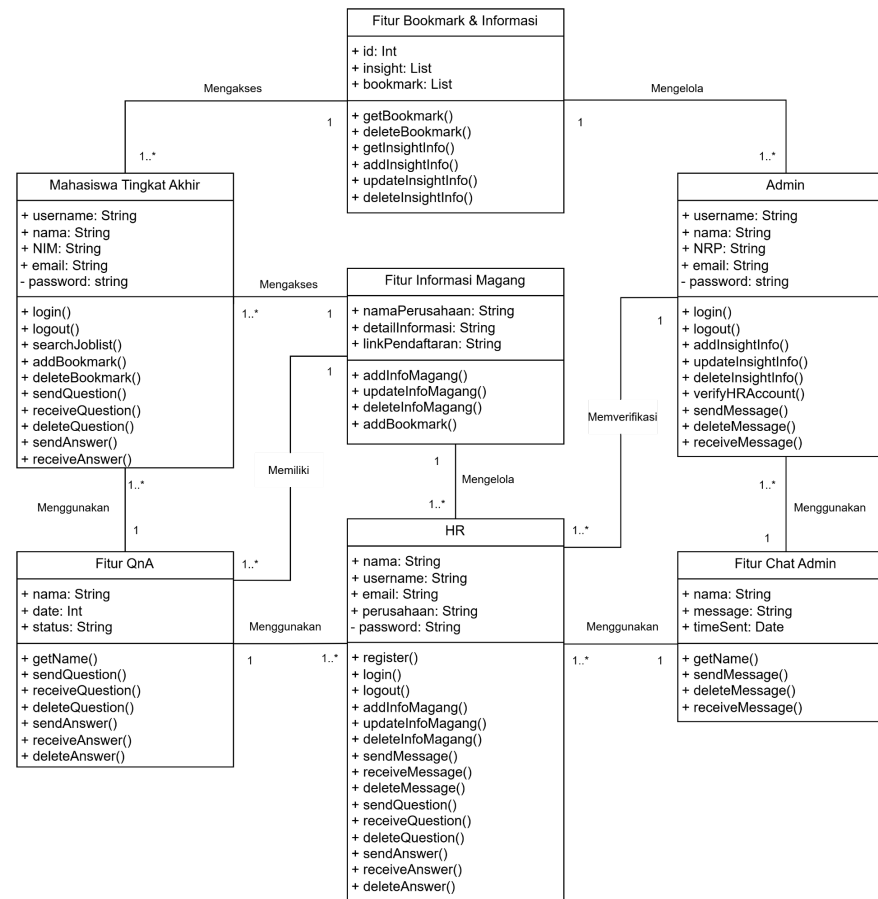 Fitur Bookmark & Informasi
+ id: Int
+ insight: List
+ bookmark: List
+ getBookmark()
+ deleteBookmark()
+ getInsightInfo()
+ addInsightInfo()
+ updateInsightInfo()
+ deleteInsightInfo()
Mengakses
1
1..*
Mengelola
1
1..*
Mahasiswa Tingkat Akhir
+ username: String
+ nama: String
+ NIM: String
+ email: String
- password: string
+ login()
+ logout()
+ searchJoblist()
+ addBookmark()
+ deleteBookmark()
+ sendQuestion()
+ receiveQuestion()
+ deleteQuestion()
+ sendAnswer()
+ receiveAnswer()
Mengakses
1..*
1
Fitur Informasi Magang
+ namaPerusahaan: String
+ detailInformasi: String
+ linkPendaftaran: String
+ addInfoMagang()
+ updateInfoMagang()
+ deleteInfoMagang()
+ addBookmark()
Admin
+ username: String
+ nama: String
+ NRP: String
+ email: String
- password: string
+ login()
+ logout()
+ addInsightInfo()
+ updateInsightInfo()
+ deleteInsightInfo()
+ verifyHRAccount()
+ sendMessage()
+ deleteMessage()
+ receiveMessage()
1
Memiliki
1..*
1
Memverifikasi
1..*
1
Mengelola
1..*
1..*
Menggunakan
1
1..*
Menggunakan
1
Fitur QnA
+ nama: String
+ date: Int
+ status: String
+ getName()
+ sendQuestion()
+ receiveQuestion()
+ deleteQuestion()
+ sendAnswer()
+ receiveAnswer()
+ deleteAnswer()
Menggunakan
1
1..*
HR
+ nama: String
+ username: String
+ email: String
+ perusahaan: String
- password: String
+ register()
+ login()
+ logout()
+ addInfoMagang()
+ updateInfoMagang()
+ deleteInfoMagang()
+ sendMessage()
+ receiveMessage()
+ deleteMessage()
+ sendQuestion()
+ receiveQuestion()
+ deleteQuestion()
+ sendAnswer()
+ receiveAnswer()
+ deleteAnswer()
Menggunakan
1..*
1
Fitur Chat Admin
+ nama: String
+ message: String
+ timeSent: Date
+ getName()
+ sendMessage()
+ deleteMessage()
+ receiveMessage()